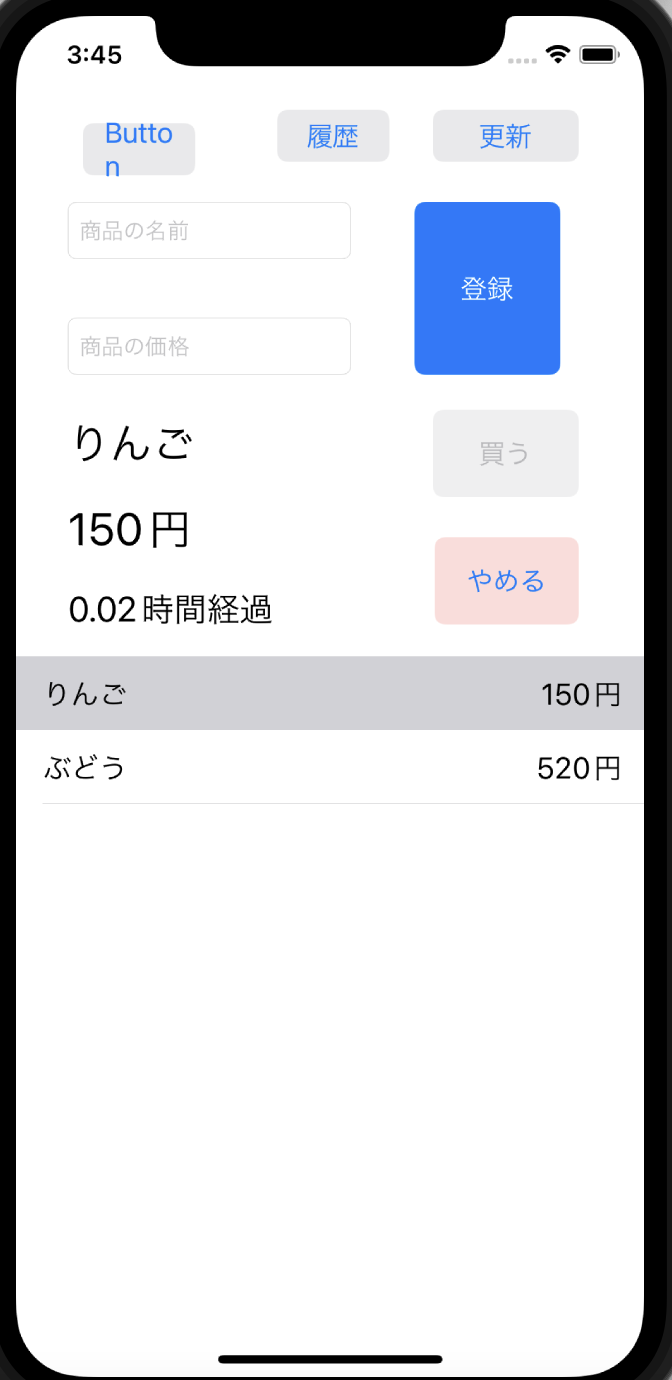 3:45
Butto
n
履歴
更新
商品の名前
登録
商品の価格
りんご
買う
150円
やめる
0.02時間経過
りんご 150円
ぶどう 520円